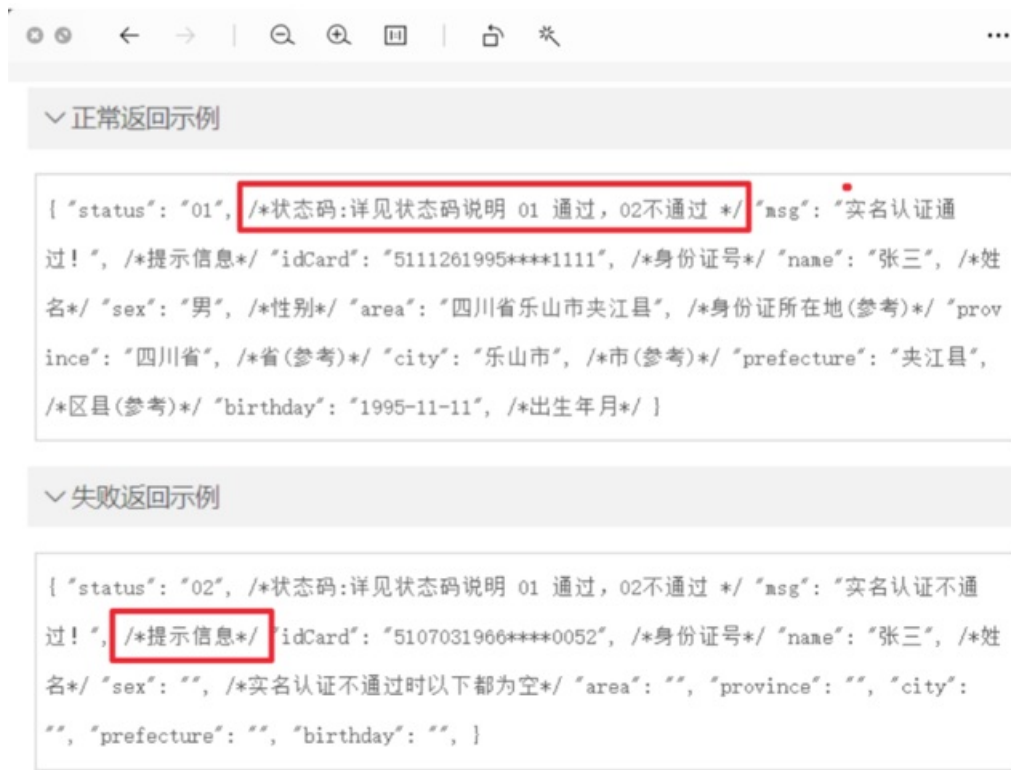 正常返回示例
{ "status": "01", /*状态码:详见状态码说明 01 通过，02不通过 */ "msg": "实名认证通
过！", /*提示信息*/ "idCard": "5111261995****1111", /*身份证号*/ "name": "张三", /*姓
名*/ "sex": "男", /*性别*/ "area": "四川省乐山市夹江县", /*身份证所在地(参考)*/ "prov
ince": "四川省", /*省(参考)*/ "city": "乐山市", /*市(参考)*/ "prefecture": "夹江县",
/*区县(参考)*/ "birthday": "1995-11-11", /*出生年月*/ }
失败返回示例
{ "status": "02", /*状态码:详见状态码说明 01 通过，02不通过 */ "msg": "实名认证不通
过！", /*提示信息*/ "idCard": "5107031966****0052", /*身份证号*/ "name": "张三", /*姓
名*/ "sex": "", /*实名认证不通过时以下都为空*/ "area": "", "province": "", "city":
"", "prefecture": "", "birthday": "", }